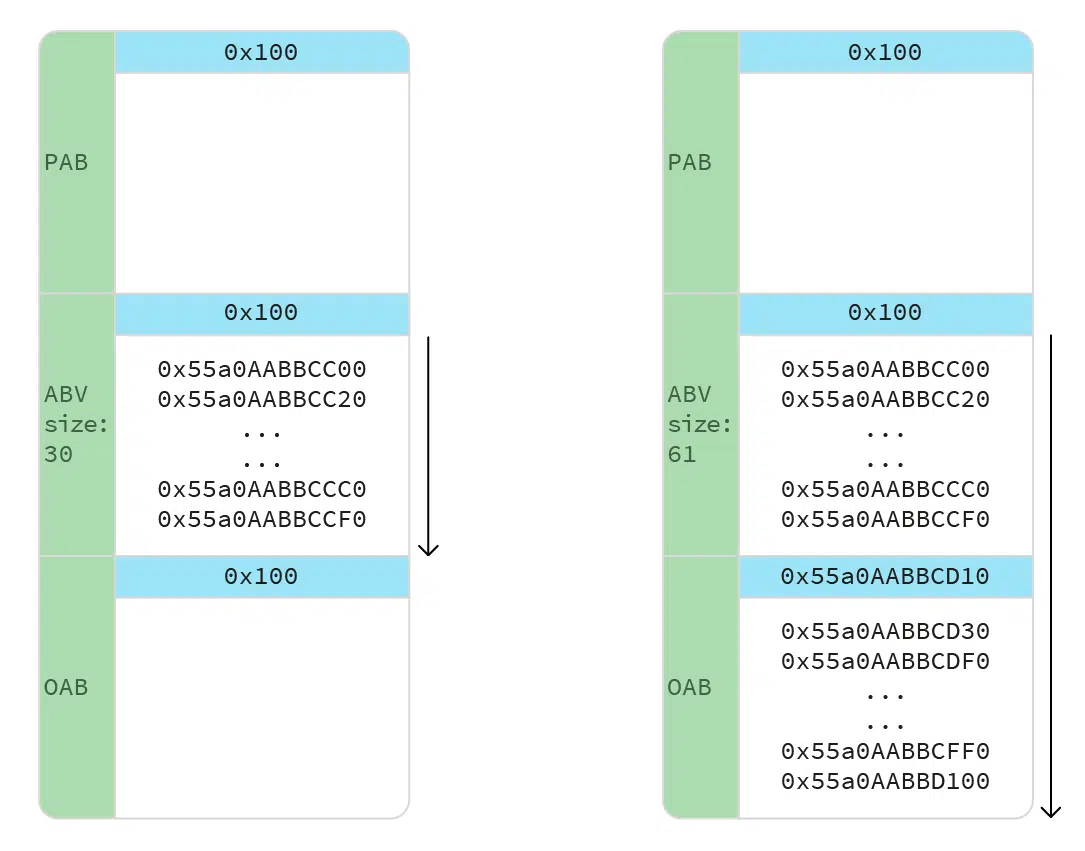 0x100
PAB
0x100
ABV
size:
30
0x55a0AABBCC00
0x55a0AABBCC20
...
...
0x55a0AABBCCC0
0x55a0AABBCCF0
0x100
OAB
0x100
PAB
0x100
ABV
size:
61
0x55a0AABBCC00
0x55a0AABBCC20
...
...
0x55a0AABBCCC0
0x55a0AABBCCF0
0x55a0AABBCD10
OAB
0x55a0AABBCD30
0x55a0AABBCDF0
...
...
0x55a0AABBCFF0
0x55a0AABBD100